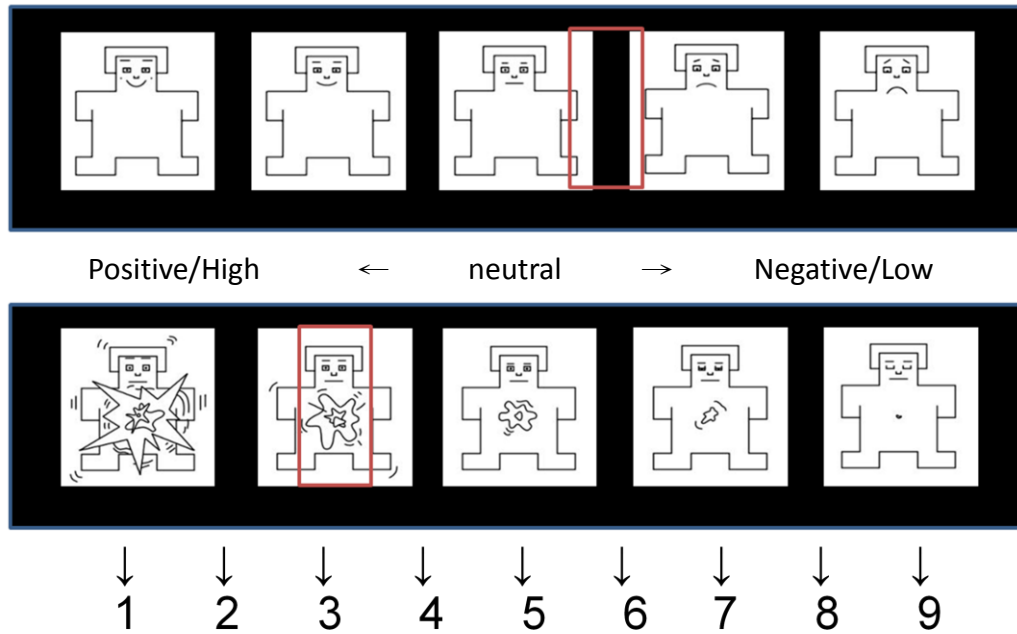 Positive/High ← neutral → Negative/Low
↓ ↓ ↓ ↓ ↓ ↓ ↓ ↓ ↓
1 2 3 4 5 6 7 8 9